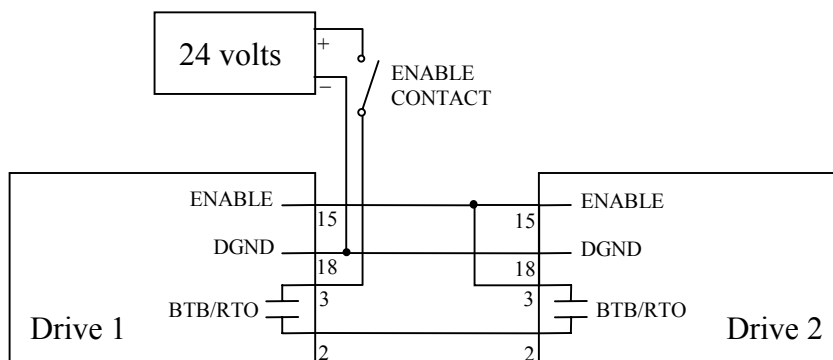 24 volts
+
−
ENABLE
CONTACT
ENABLE
15
15
ENABLE
DGND
18
18
DGND
BTB/RTO
3
3
BTB/RTO
Drive 1
2
2
Drive 2